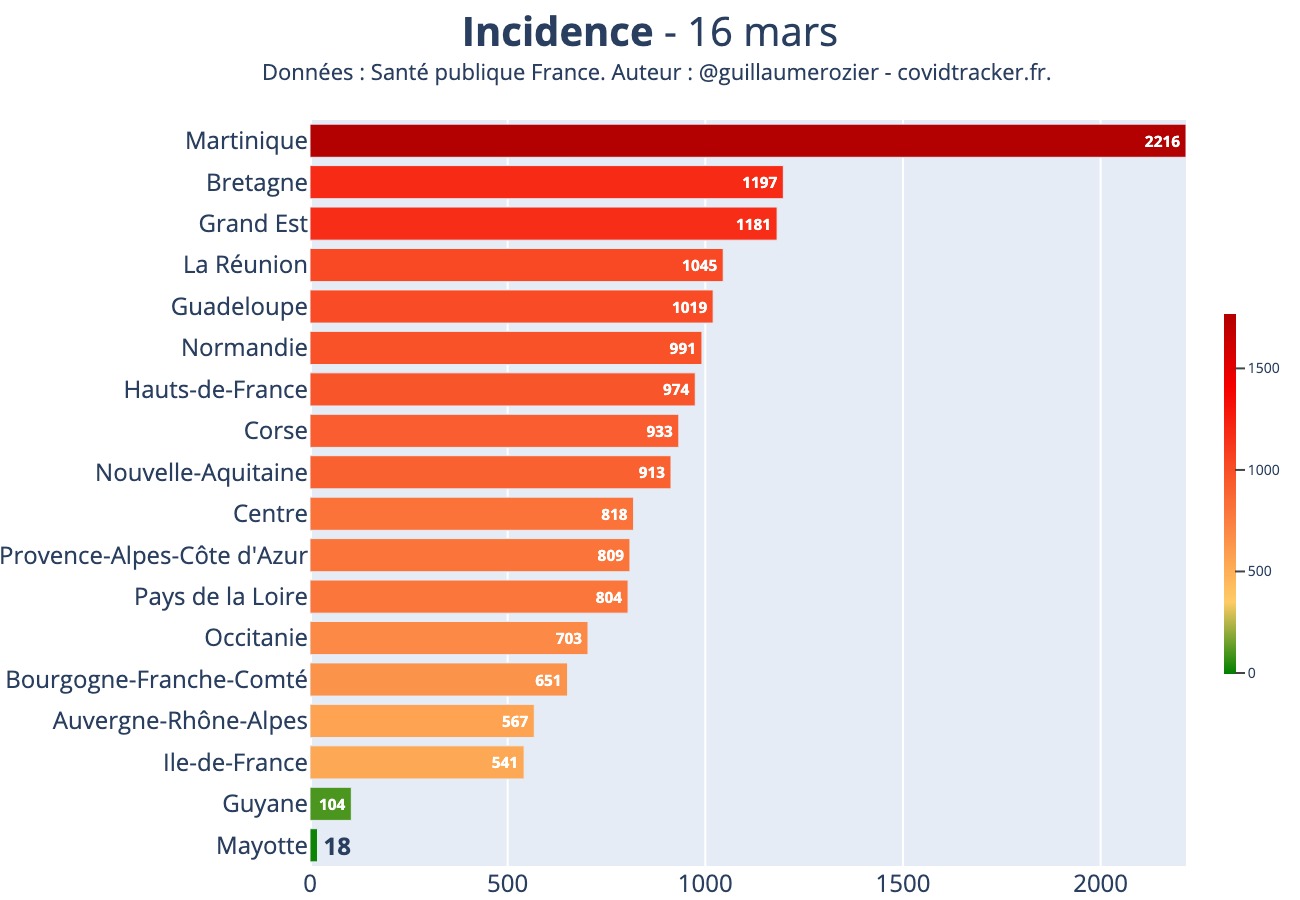 Incidence - 16 mars
Données : Santé publique France. Auteur : @guillaumerozier - covidtracker.fr.
Martinique 2216
Bretagne 1197
Grand Est 1181
La Réunion 1045
Guadeloupe 1019
Normandie 991
Hauts-de-France 974
Corse 933
Nouvelle-Aquitaine 913
Centre 818
Provence-Alpes-Côte d'Azur 809
Pays de la Loire 804
Occitanie 703
Bourgogne-Franche-Comté 651
Auvergne-Rhône-Alpes 567
Ile-de-France 541
Guyane 104
Mayotte 18
0 500 1000 1500 2000
1500
1000
500
0